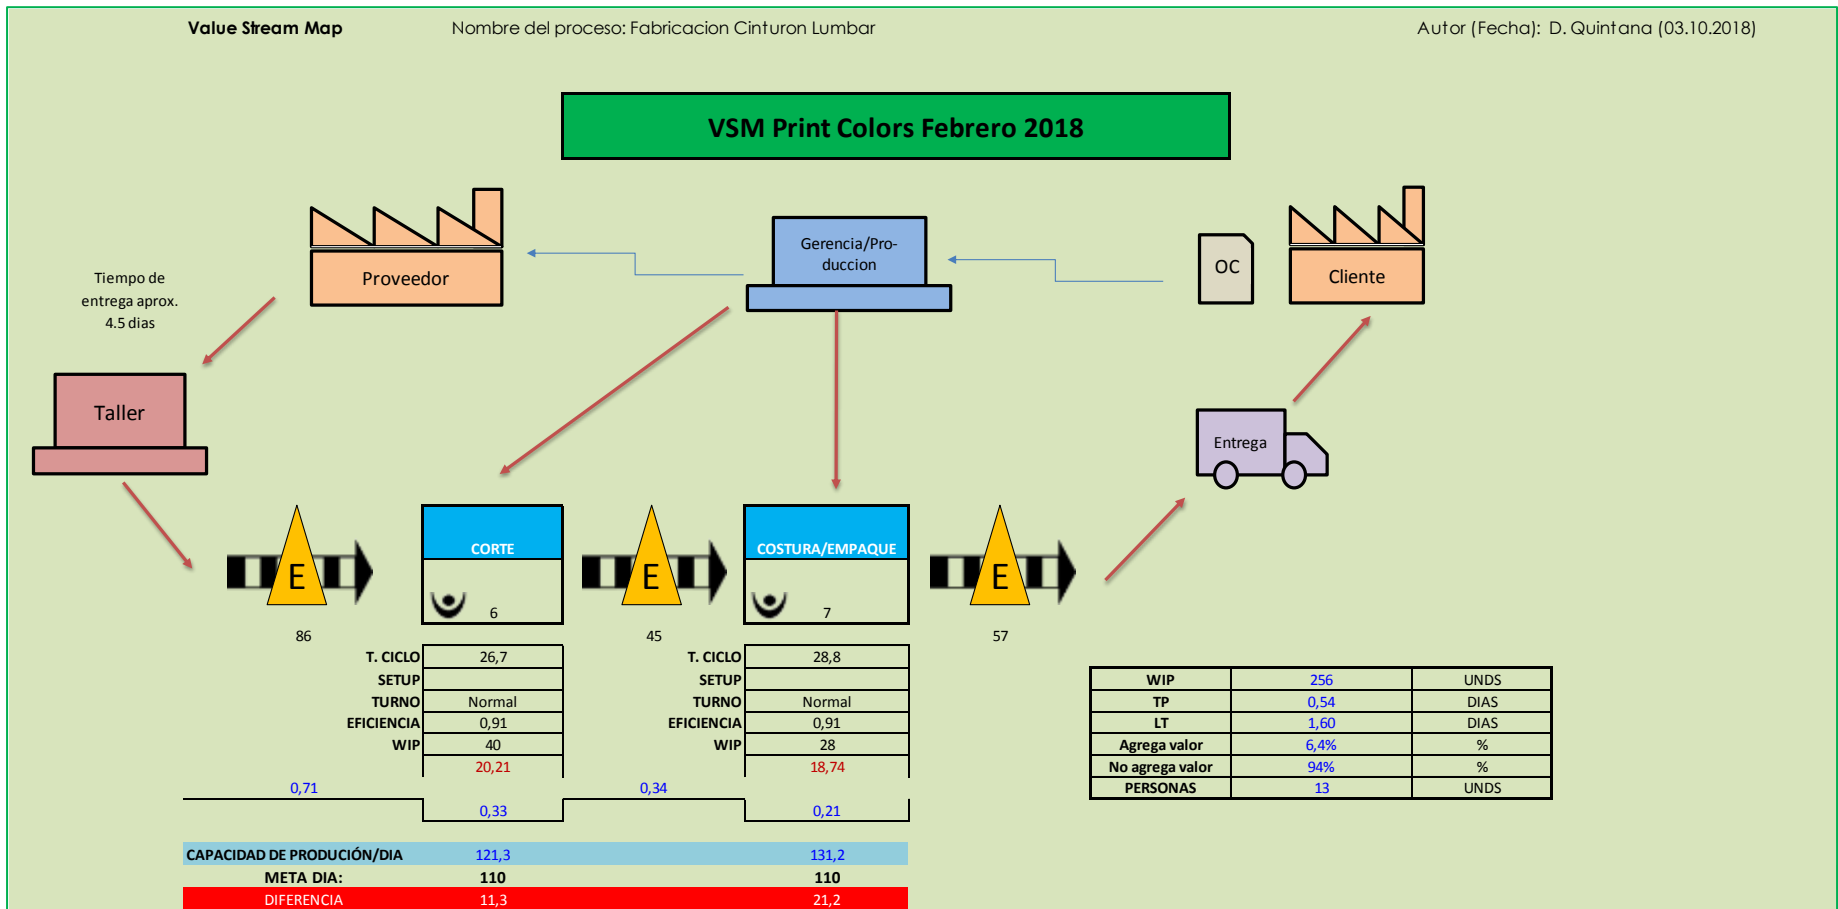 Value Stream Map
Nombre del proceso: Fabricacion Cinturon Lumbar
Autor (Fecha): D. Quintana (03.10.2018)
VSM Print Colors Febrero 2018
Proveedor
Gerencia/Pro-
duccion
OC
Cliente
Tiempo de
entrega aprox.
4.5 dias
Taller
Entrega
E
CORTE
6
E
COSTURA/EMPAQUE
7
E
86
45
57
T. CICLO 26,7 T. CICLO 28,8
SETUP SETUP
TURNO Normal TURNO Normal
EFICIENCIA 0,91 EFICIENCIA 0,91
WIP 40 WIP 28
20,21 18,74
0,71 0,34
0,33 0,21
WIP 256 UNDS
TP 0,54 DIAS
LT 1,60 DIAS
Agrega valor 6,4% %
No agrega valor 94% %
PERSONAS 13 UNDS
CAPACIDAD DE PRODUCIÓN/DIA 121,3 131,2
META DIA: 110 110
DIFERENCIA 11,3 21,2